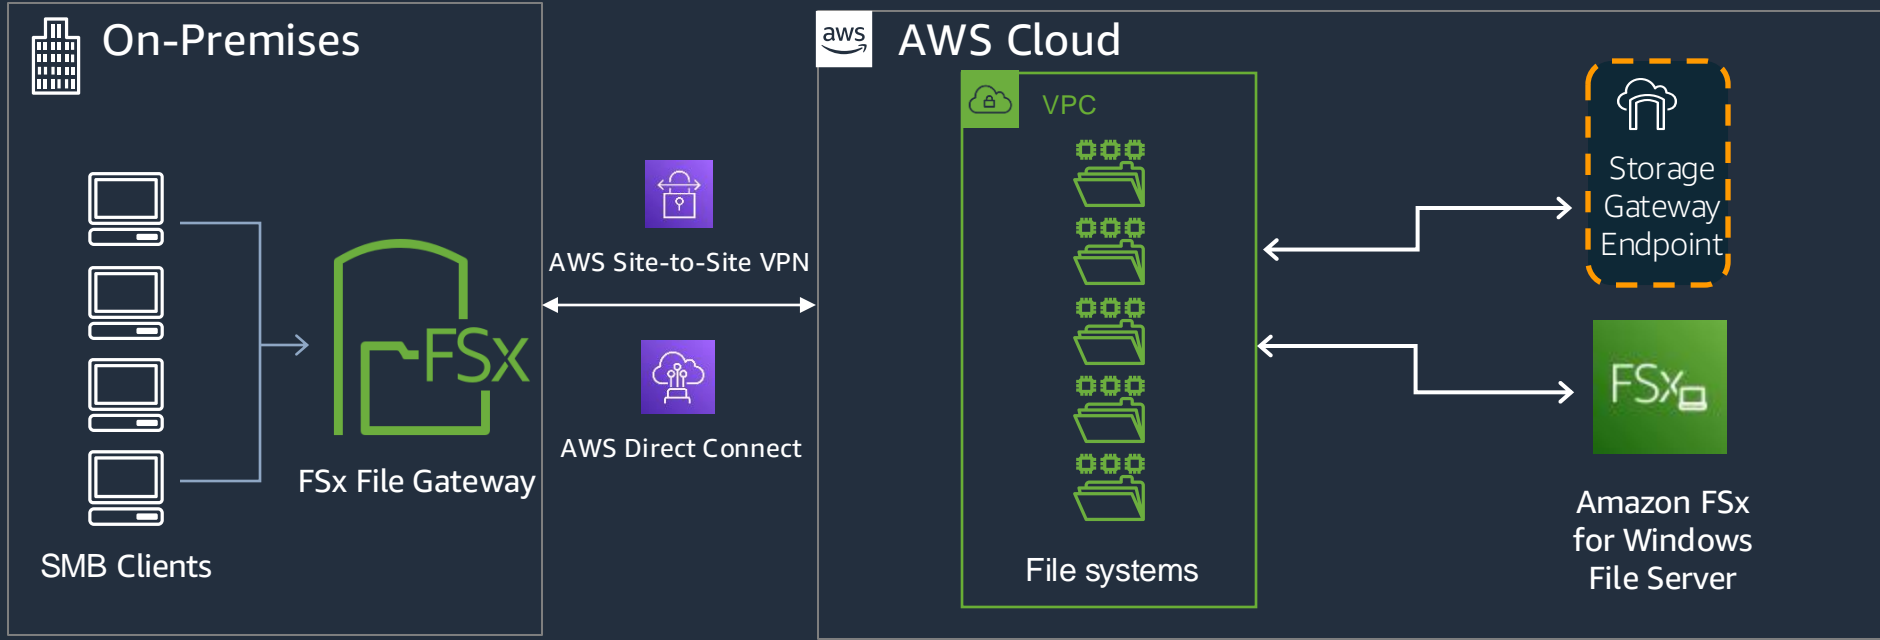 On-Premises
SMB Clients
FSx
FSx File Gateway
AWS Site-to-Site VPN
AWS Direct Connect
aws
AWS Cloud
VPC
File systems
Storage
Gateway
Endpoint
FSx
Amazon FSx
for Windows
File Server